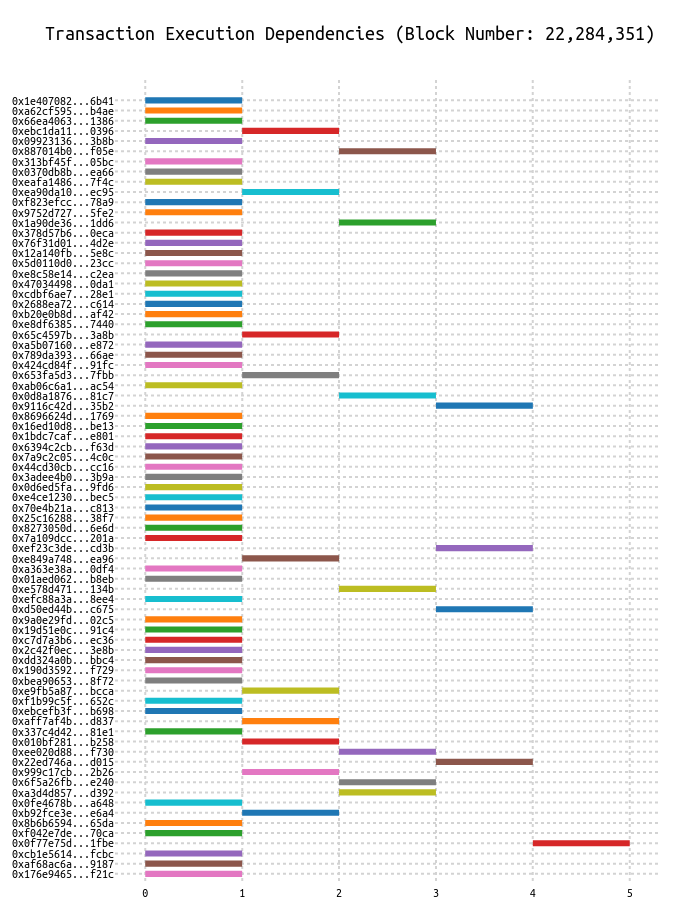 Transaction Execution Dependencies (Block Number: 22,284,351)
0x1e407082...6b41
0xa62cf595...b4ae
0x66ea4063...1386
0xebc1da11...0396
0x09923136...3b8b
0x887014b0...f05e
0x313bf45f...05bc
0x0370db8b...ea66
0xeafa1486...7f4c
0xea90da10...ec95
0xf823efcc...78a9
0x9752d727...5fe2
0x1a90de36...1dd6
0x378d57b6...0eca
0x76f31d01...4d2e
0x12a140fb...5e8c
0x5d0110d0...23cc
0xe8c58e14...c2ea
0x47034498...0da1
0xcdbf6ae7...28e1
0x2688ea72...c614
0xb20e0b8d...af42
0xe8df6385...7440
0x65c4597b...3a8b
0xa5b07160...e872
0x789da393...66ae
0x424cd84f...91fc
0x653fa5d3...7fbb
0xab06c6a1...ac54
0x0d8a1876...81c7
0x9116c42d...35b2
0x8696624d...1769
0x16ed10d8...be13
0x1bdc7caf...e801
0x6394c2cb...f63d
0x7a9c2c05...4c0c
0x44cd30cb...cc16
0x3adee4b0...3b9a
0x0d6ed5fa...9fd6
0xe4ce1230...bec5
0x70e4b21a...c813
0x25c16288...38f7
0x8273050d...6e6d
0x7a109dcc...201a
0xef23c3de...cd3b
0xe849a748...ea96
0xa363e38a...0df4
0x01aed062...b8eb
0xe578d471...134b
0xefc88a3a...8ee4
0xd50ed44b...c675
0x9a0e29fd...02c5
0x19d51e0c...91c4
0xc7d7a3b6...ec36
0x2c42f0ec...3e8b
0xdd324a0b...bbc4
0x190d3592...f729
0xbea90653...8f72
0xe9fb5a87...bcca
0xf1b99c5f...652c
0xebcefb3f...b698
0xaff7af4b...d837
0x337c4d42...81e1
0x010bf281...b258
0xee020d88...f730
0x22ed746a...d015
0x999c17cb...2b26
0x6f5a26fb...e240
0xa3d4d857...d392
0x0fe4678b...a648
0xb92fce3e...e6a4
0x8b6b6594...65da
0xf042e7de...70ca
0x0f77e75d...1fbe
0xcb1e5614...fcbc
0xaf68ac6a...9187
0x176e9465...f21c
0 1 2 3 4 5